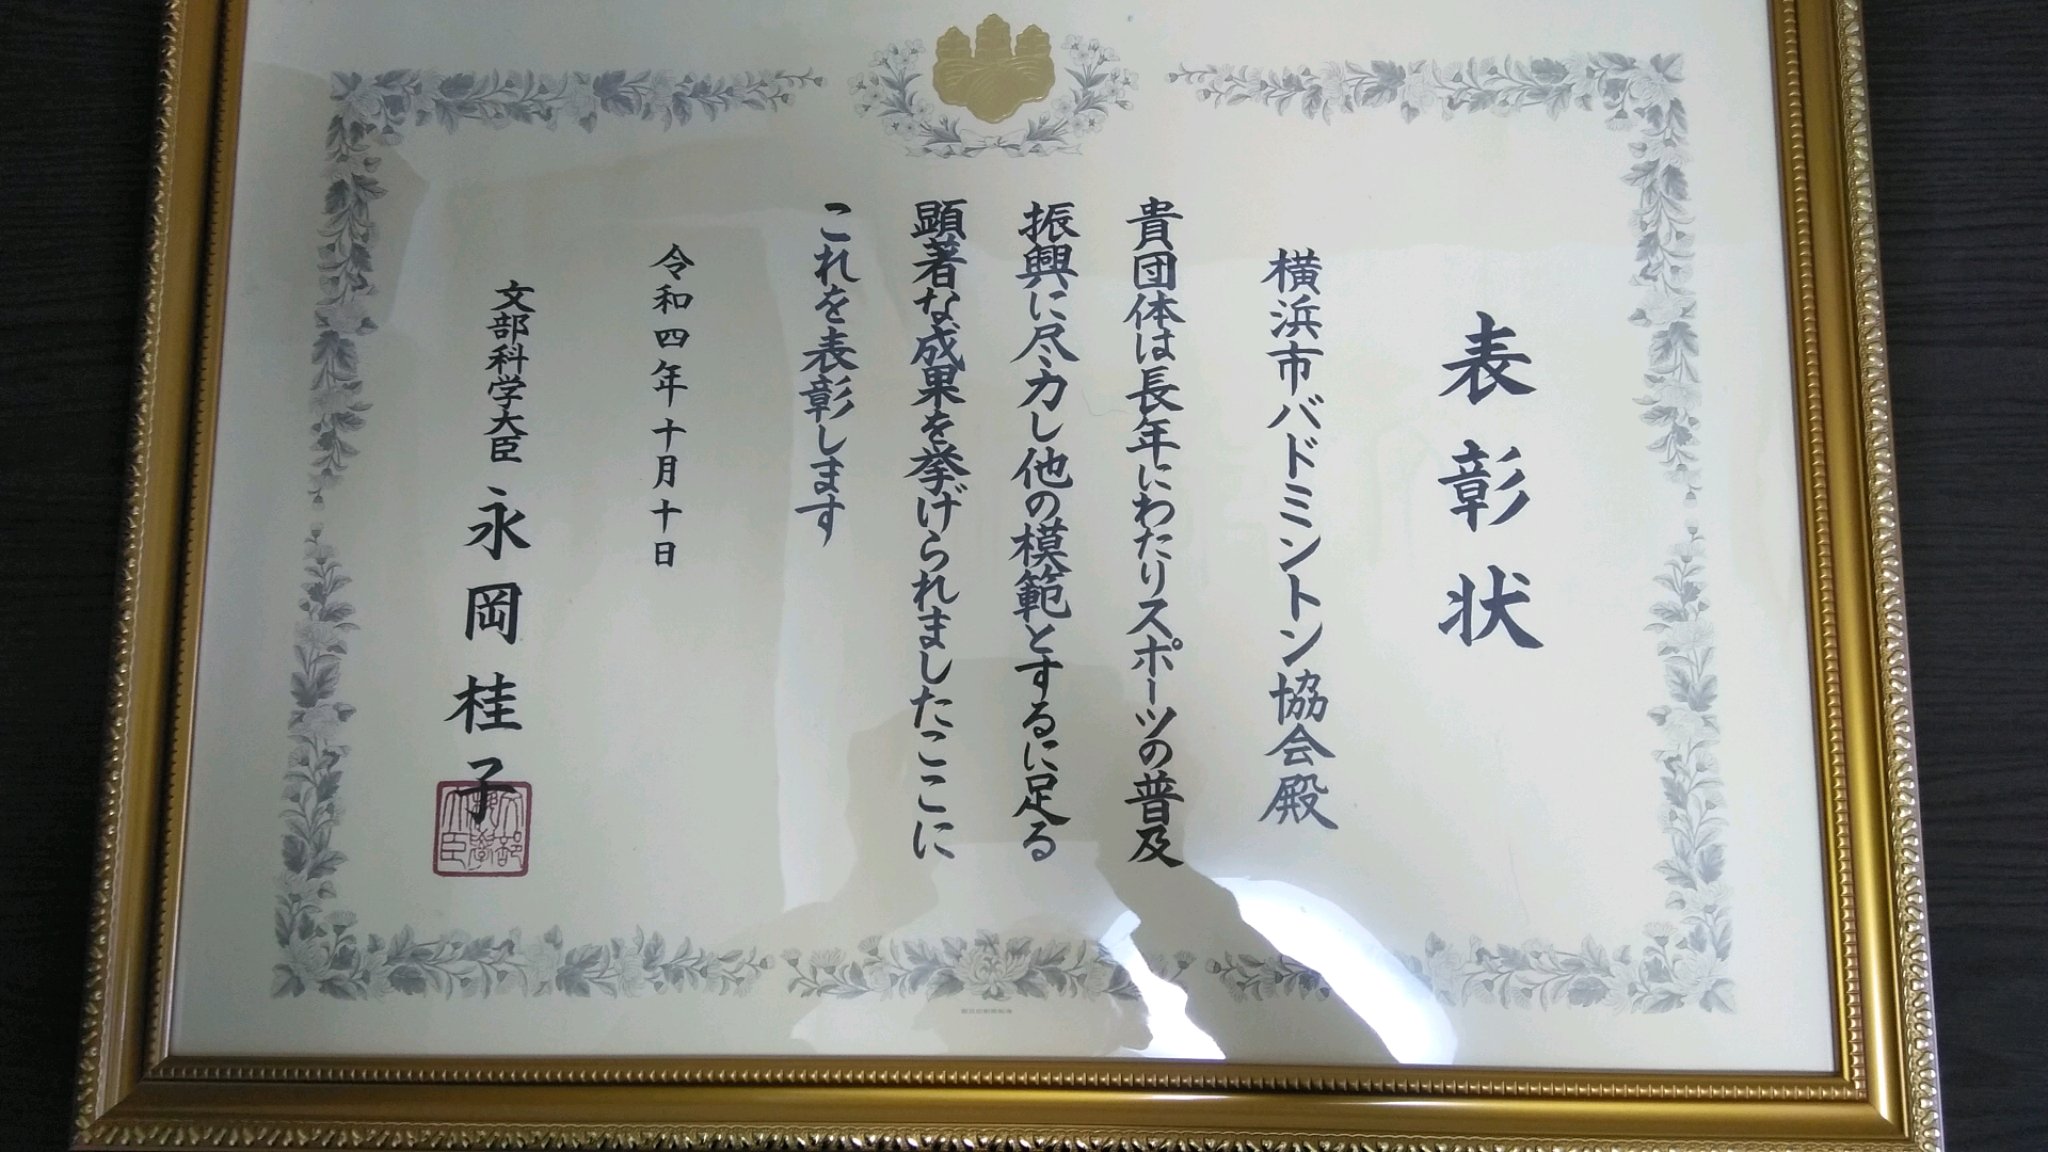 表彰状
横浜市バドミントン協会殿
貴団体は長年にわたりスポーツの普及
振興に尽力し他の模範とするに足る
顕著な成果を挙げられましたここに
これを表彰します
令和四年十月十日
文部科学大臣 永岡桂子